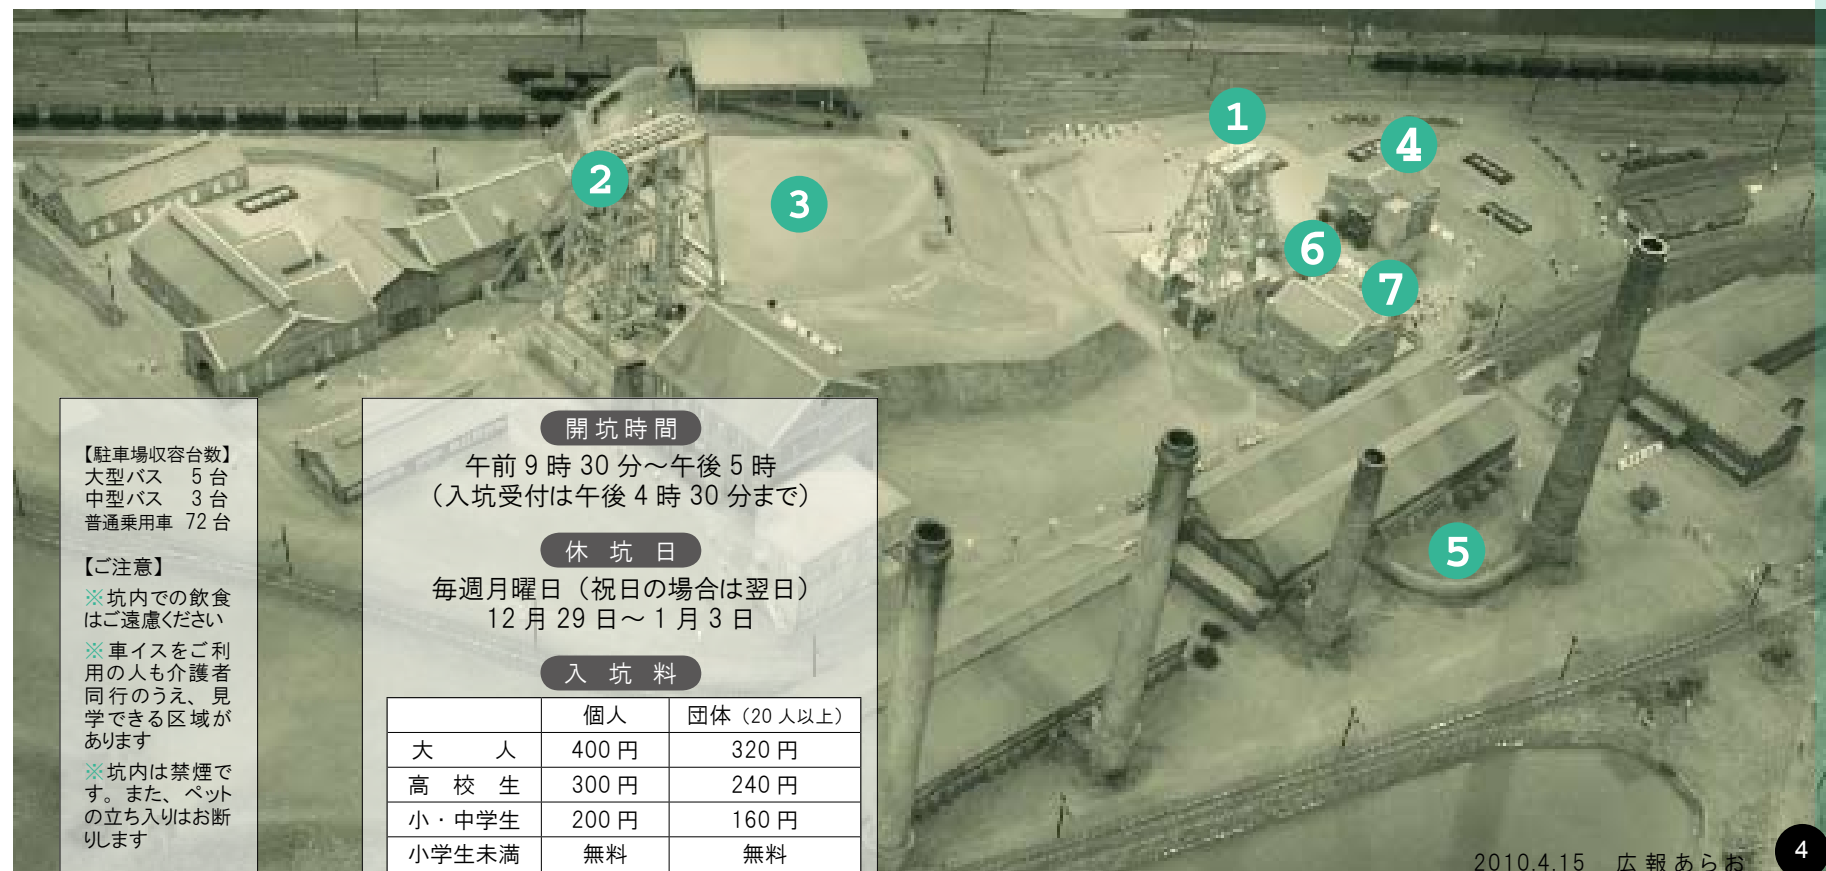 1
4
2
3
6
7
5
【駐車場収容台数】
大型バス 5台
中型バス 3台
普通乗用車 72台
【ご注意】
※坑内での飲食
はご遠慮ください
※車イスをご利
用の人も介護者
同行のうえ、見
学できる区域が
あります
※坑内は禁煙で
す。また、ペット
の立ち入りはお断
りします
開坑時間
午前9時30分～午後5時
（入坑受付は午後4時30分まで）
休坑日
毎週月曜日（祝日の場合は翌日）
12月29日～1月3日
入坑料
個人 団体（20人以上）
大人 400円 320円
高校生 300円 240円
小・中学生 200円 160円
小学生未満 無料 無料
2010.4.15 広報あらお 4